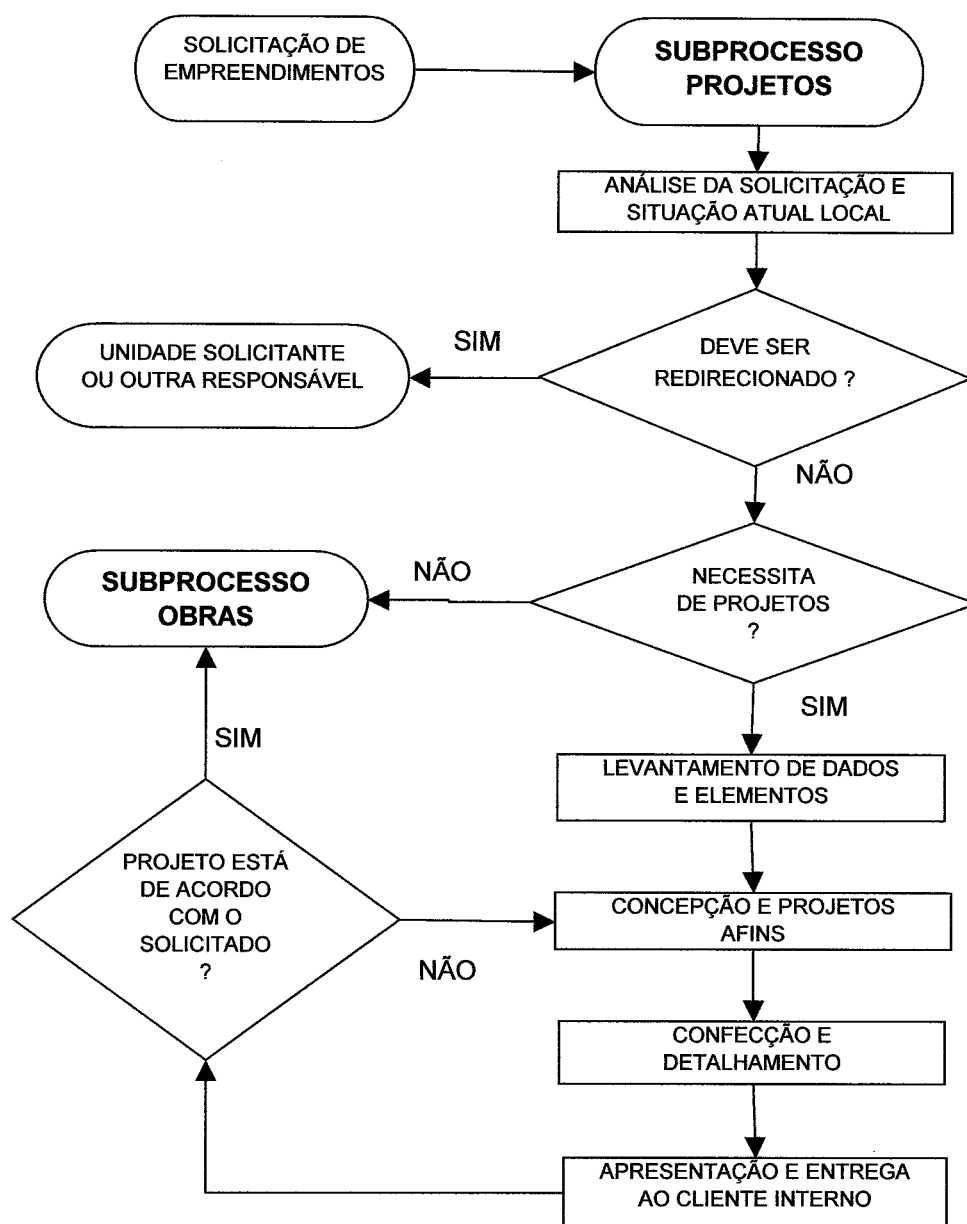 SOLICITAÇÃO DE
EMPREENDIMENTOS
SUBPROCESSO
PROJETOS
ANÁLISE DA SOLICITAÇÃO E
SITUAÇÃO ATUAL LOCAL
DEVE SER
REDIRECIONADO ?
SIM
UNIDADE SOLICITANTE
OU OUTRA RESPONSÁVEL
NÃO
NECESSITA
DE PROJETOS
?
NÃO
SUBPROCESSO
OBRAS
SIM
LEVANTAMENTO DE DADOS
E ELEMENTOS
CONCEPÇÃO E PROJETOS
AFINS
CONFECÇÃO E
DETALHAMENTO
APRESENTAÇÃO E ENTREGA
AO CLIENTE INTERNO
PROJETO ESTÁ
DE ACORDO
COM O
SOLICITADO
?
SIM
NÃO